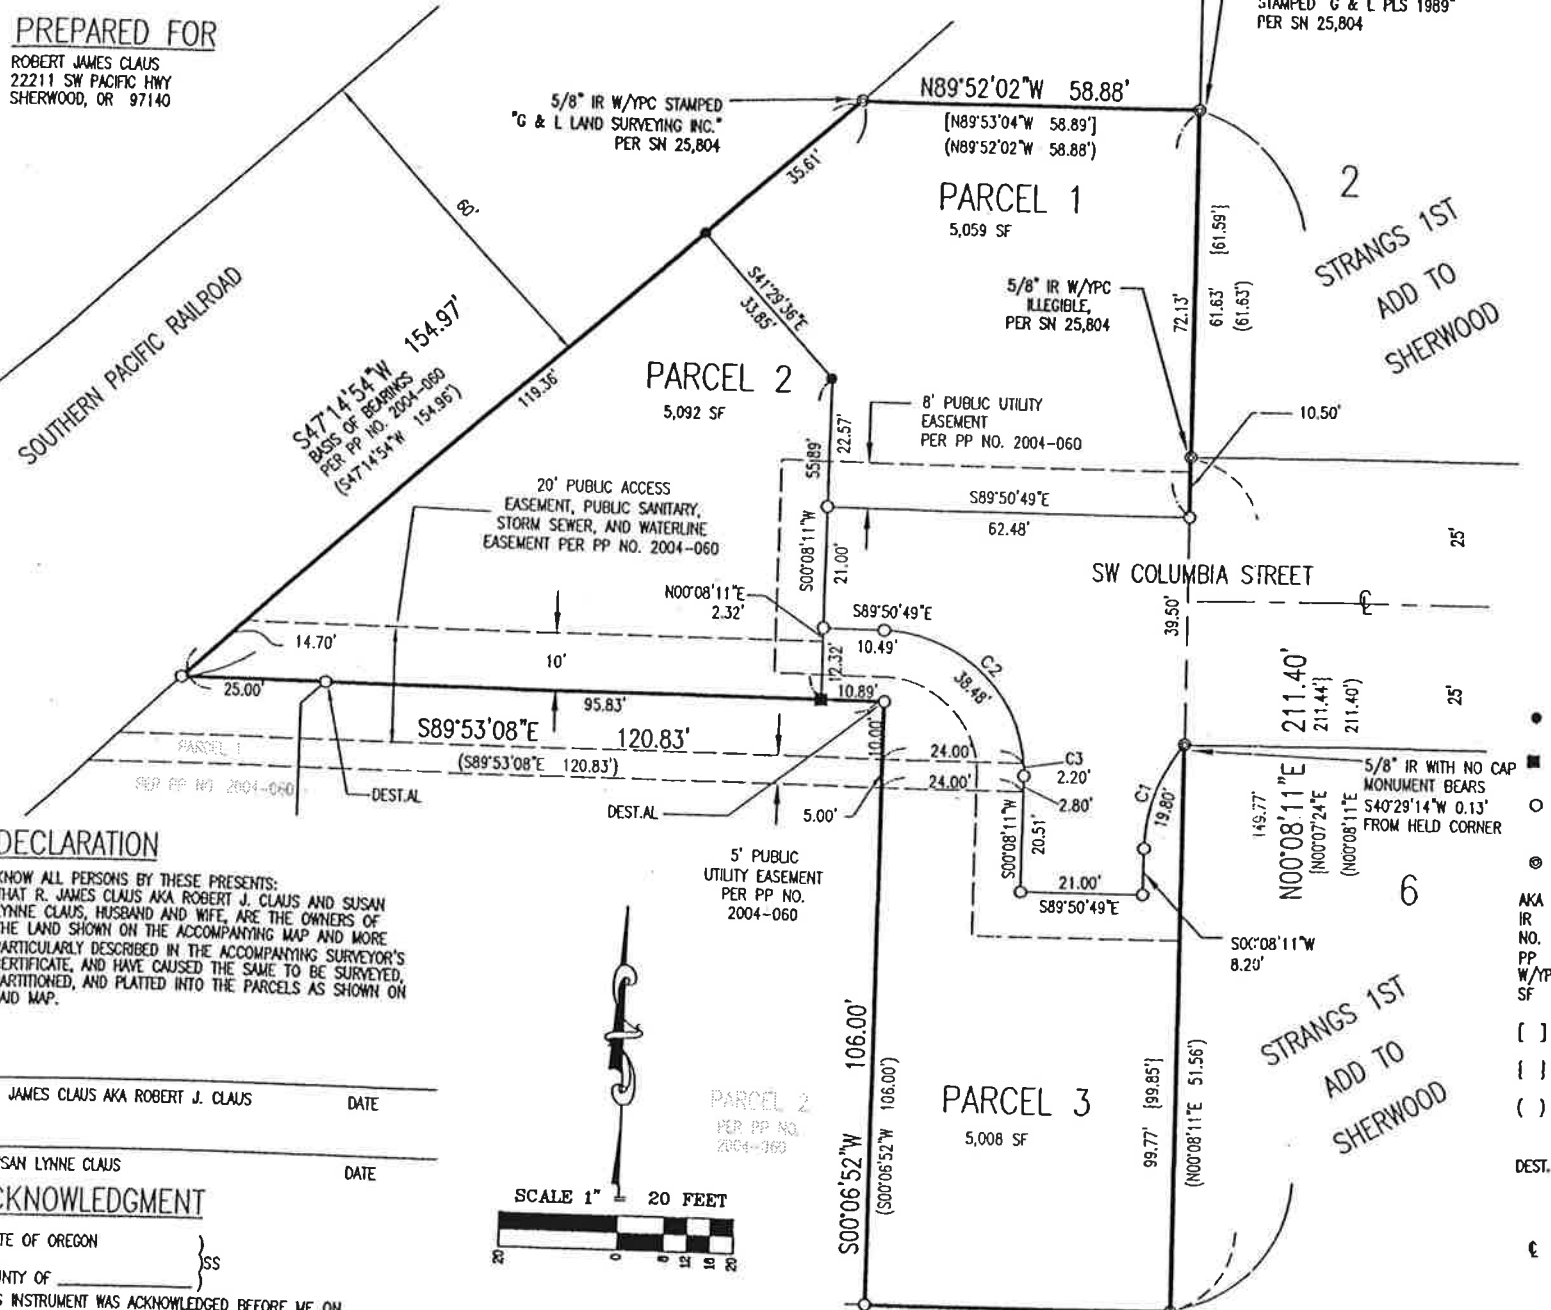 PREPARED FOR
ROBERT JAMES CLAUS
22211 SW PACIFIC HWY
SHERWOOD, OR 97140
STAMPED "G & L PLS 1989"
PER SN 25,804
5/8" IR W/YPC STAMPED
"G & L LAND SURVEYING INC."
PER SN 25,804
N89°52'02"W 58.88'
[N89°53'04"W 58.89']
(N89°52'02"W 58.88')
35.61'
60'
PARCEL 1
5,059 SF
2
STRANGS 1ST
ADD TO
SHERWOOD
[61.59']
72.13'
61.63'
(61.63')
5/8" IR W/YPC
ILLEGIBLE,
PER SN 25,804
SOUTHERN PACIFIC RAILROAD
S47°14'54"W 154.97'
BASIS OF BEARINGS
PER PP NO. 2004-060
(S47°14'54"W 154.96')
119.36'
S41°29'36"E
33.85'
PARCEL 2
5,092 SF
8' PUBLIC UTILITY
EASEMENT
PER PP NO. 2004-060
10.50'
22.57'
55.89'
S00°08'11"W
21.00'
S89°50'49"E
62.48'
20' PUBLIC ACCESS
EASEMENT, PUBLIC SANITARY,
STORM SEWER, AND WATERLINE
EASEMENT PER PP NO. 2004-060
25'
SW COLUMBIA STREET
39.50'
N00°08'11"E
2.32'
S89°50'49"E
10.49'
C2
38.48'
12.32'
14.70'
10'
25.00'
95.83'
10.89'
S89°53'08"E 120.83'
(S89°53'08"E 120.83')
10.00'
PARCEL 1
PER PP NO. 2004-060
DEST.AL
DEST.AL
24.00'
24.00'
5.00'
C3
2.20'
2.80'
S00°08'11"W
20.51'
21.00'
S89°50'49"E
C1
19.80'
S00°08'11"W
8.20'
25'
149.77'
N00°08'11"E 211.40'
[N00°07'24"E 211.44']
(N00°08'11"E 211.40')
5/8" IR WITH NO CAP
MONUMENT BEARS
S40°29'14"W 0.13'
FROM HELD CORNER
6
5' PUBLIC
UTILITY EASEMENT
PER PP NO.
2004-060
DECLARATION
KNOW ALL PERSONS BY THESE PRESENTS:
THAT R. JAMES CLAUS AKA ROBERT J. CLAUS AND SUSAN
LYNNE CLAUS, HUSBAND AND WIFE, ARE THE OWNERS OF
THE LAND SHOWN ON THE ACCOMPANYING MAP AND MORE
PARTICULARLY DESCRIBED IN THE ACCOMPANYING SURVEYOR'S
CERTIFICATE, AND HAVE CAUSED THE SAME TO BE SURVEYED,
PARTITIONED, AND PLATTED INTO THE PARCELS AS SHOWN ON
SAID MAP.
JAMES CLAUS AKA ROBERT J. CLAUS DATE
SAN LYNNE CLAUS DATE
CKNOWLEDGMENT
TE OF OREGON
SS
UNTY OF
S INSTRUMENT WAS ACKNOWLEDGED BEFORE ME ON
SCALE 1" = 20 FEET
20 0 8 12 16 20
PARCEL 2
PER PP NO.
S00°06'52"W 106.00'
(S00°06'52"W 106.00')
PARCEL 3
5,008 SF
99.77' [99.85']
(N00°08'11"E 51.56')
STRANGS 1ST
ADD TO
SHERWOOD
AKA
IR
NO.
PP
W/YP
SF
[ ]
{ }
( )
DEST.